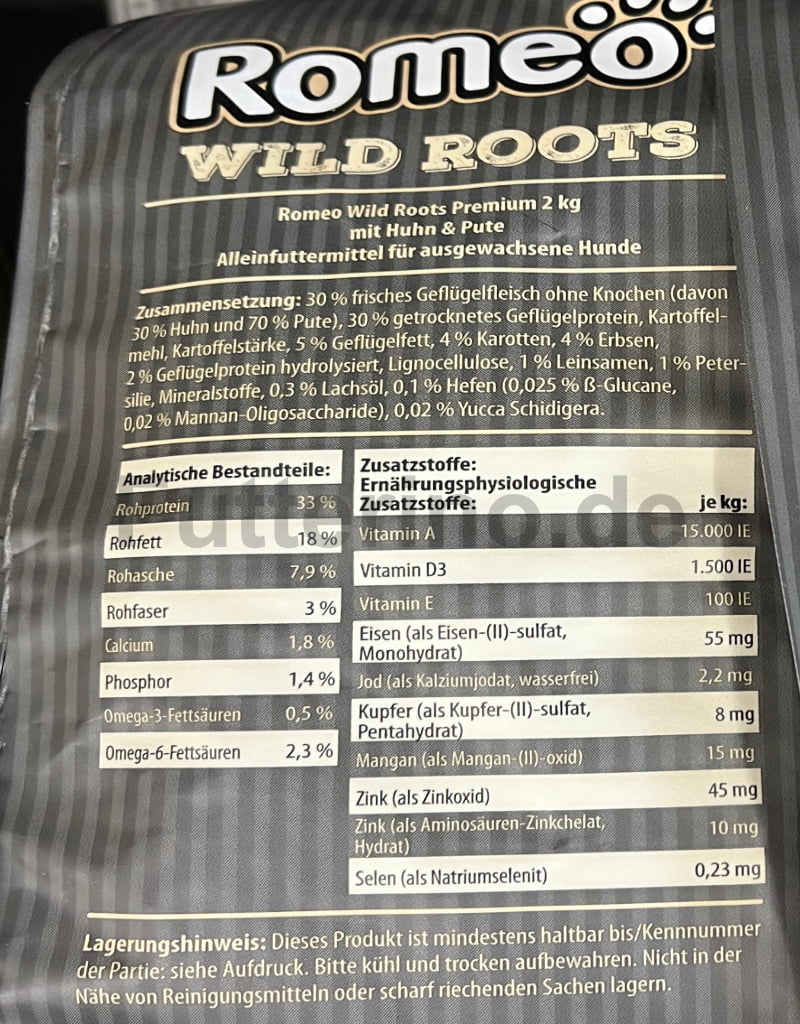 Romeo
WILD ROOTS
Romeo Wild Roots Premium 2 kg
mit Huhn & Pute
Alleinfuttermittel für ausgewachsene Hunde
Zusammensetzung: 30 % frisches Geflügelfleisch ohne Knochen (davon
30 % Huhn und 70 % Pute), 30 % getrocknetes Geflügelprotein, Kartoffel-
mehl, Kartoffelstärke, 5 % Geflügelfett, 4 % Karotten, 4 % Erbsen,
2 % Geflügelprotein hydrolysiert, Lignocellulose, 1 % Leinsamen, 1 % Peter-
silie, Mineralstoffe, 0,3 % Lachsöl, 0,1 % Hefen (0,025 % ß-Glucane,
0,02 % Mannan-Oligosaccharide), 0,02 % Yucca Schidigera.
Analytische Bestandteile:
Rohprotein 33 %
Rohfett 18 %
Rohasche 7,9 %
Rohfaser 3 %
Calcium 1,8 %
Phosphor 1,4 %
Omega-3-Fettsäuren 0,5 %
Omega-6-Fettsäuren 2,3 %
Zusatzstoffe:
Ernährungsphysiologische
Zusatzstoffe: je kg:
Vitamin A 15.000 IE
Vitamin D3 1.500 IE
Vitamin E 100 IE
Eisen (als Eisen-(II)-sulfat,
Monohydrat) 55 mg
Jod (als Kalziumjodat, wasserfrei) 2,2 mg
Kupfer (als Kupfer-(II)-sulfat,
Pentahydrat) 8 mg
Mangan (als Mangan-(II)-oxid) 15 mg
Zink (als Zinkoxid) 45 mg
Zink (als Aminosäuren-Zinkchelat,
Hydrat) 10 mg
Selen (als Natriumselenit) 0,23 mg
Futterino.de
Lagerungshinweis: Dieses Produkt ist mindestens haltbar bis/Kennnummer
der Partie: siehe Aufdruck. Bitte kühl und trocken aufbewahren. Nicht in der
Nähe von Reinigungsmitteln oder scharf riechenden Sachen lagern.